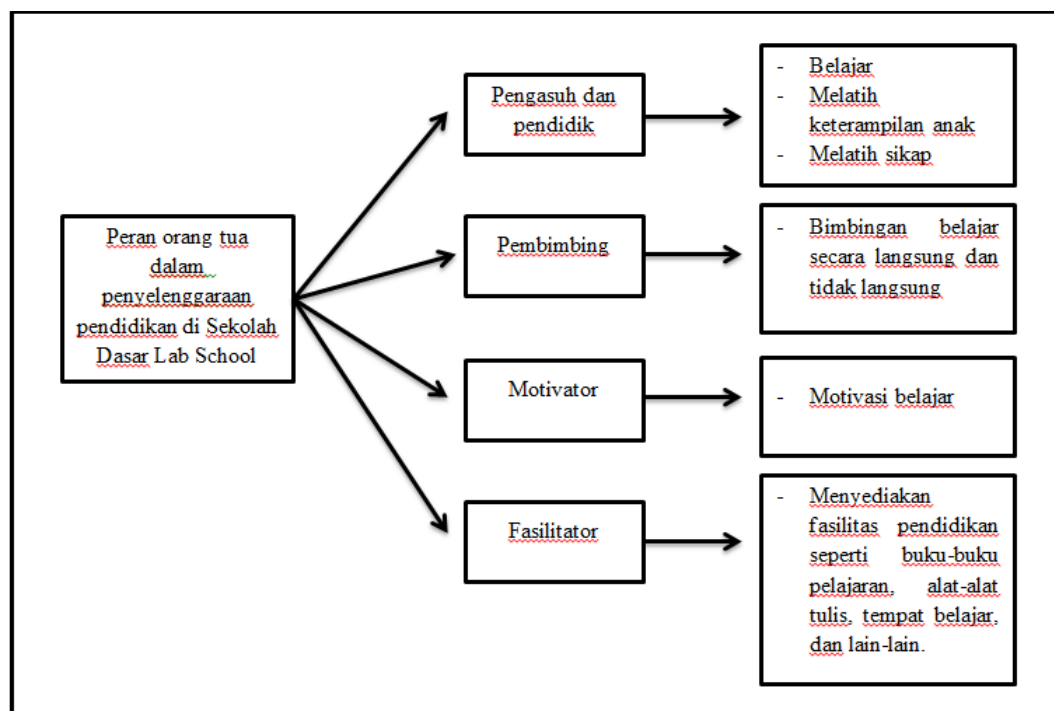 Peran orang tua
dalam
penyelenggaraan
pendidikan di Sekolah
Dasar Lab School
Pengasuh dan
pendidik
- Belajar
- Melatih
keterampilan anak
- Melatih sikap
Pembimbing
- Bimbingan belajar
secara langsung dan
tidak langsung
Motivator
- Motivasi belajar
Fasilitator
- Menyediakan
fasilitas pendidikan
seperti buku-buku
pelajaran, alat-alat
tulis, tempat belajar,
dan lain-lain.